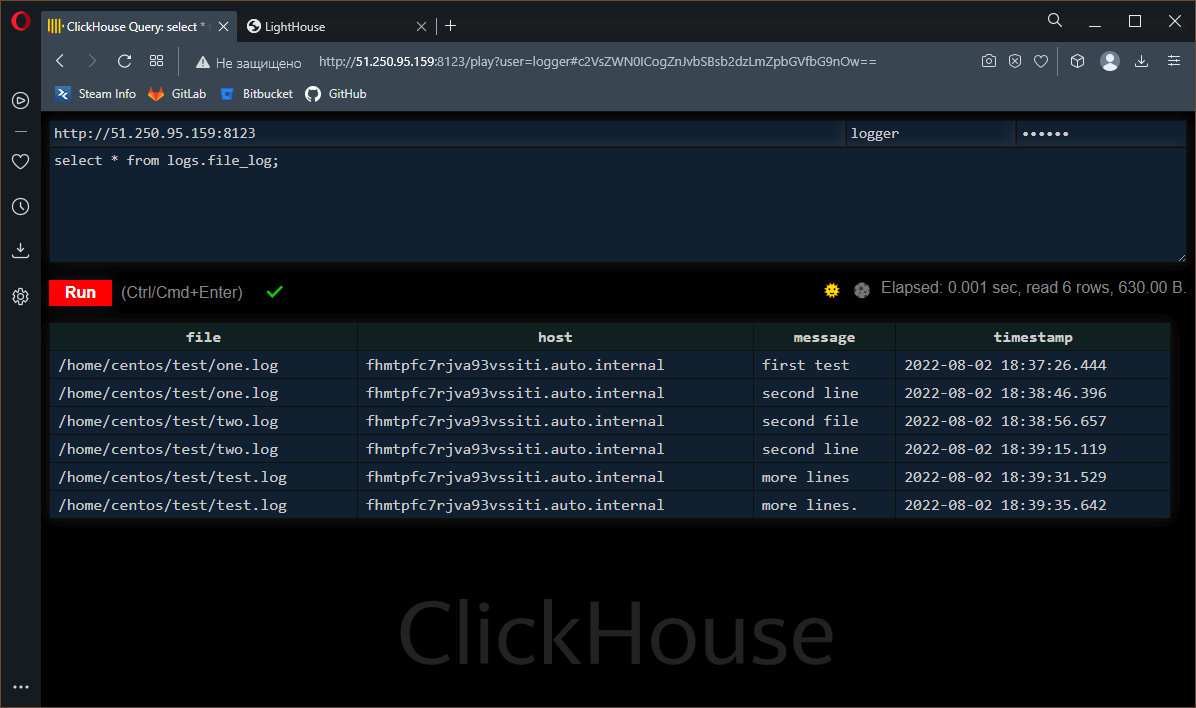 ClickHouse Query: select *
LightHouse
Не защищено http://51.250.95.159:8123/play?user=logger#c2VsZWN0ICogZnJvbSBsb2dzLmZpbGVfbG9nOw==
Steam Info GitLab Bitbucket GitHub
http://51.250.95.159:8123 logger ••••••
select * from logs.file_log;
Run (Ctrl/Cmd+Enter) ✓ Elapsed: 0.001 sec, read 6 rows, 630.00 B.
file host message timestamp
/home/centos/test/one.log fhmtpfc7rjva93vssiti.auto.internal first test 2022-08-02 18:37:26.444
/home/centos/test/one.log fhmtpfc7rjva93vssiti.auto.internal second line 2022-08-02 18:38:46.396
/home/centos/test/two.log fhmtpfc7rjva93vssiti.auto.internal second file 2022-08-02 18:38:56.657
/home/centos/test/two.log fhmtpfc7rjva93vssiti.auto.internal second line 2022-08-02 18:39:15.119
/home/centos/test/test.log fhmtpfc7rjva93vssiti.auto.internal more lines 2022-08-02 18:39:31.529
/home/centos/test/test.log fhmtpfc7rjva93vssiti.auto.internal more lines. 2022-08-02 18:39:35.642
ClickHouse